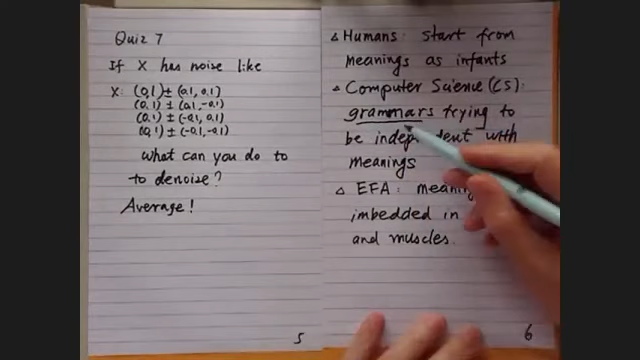 Quiz 7
If X has noise like
X: (0,1) ± (0.1, 0.1)
(0,1) ± (0.1, -0.1)
(0,1) ± (-0.1, 0.1)
(0,1) ± (-0.1, -0.1)
what can you do to
to denoise?
Average!
5
△ Humans: start from
meanings as infants
△ Computer Science (CS):
grammars trying to
be independent with
meanings
△ EFA:
imbedded in
and muscles.
6